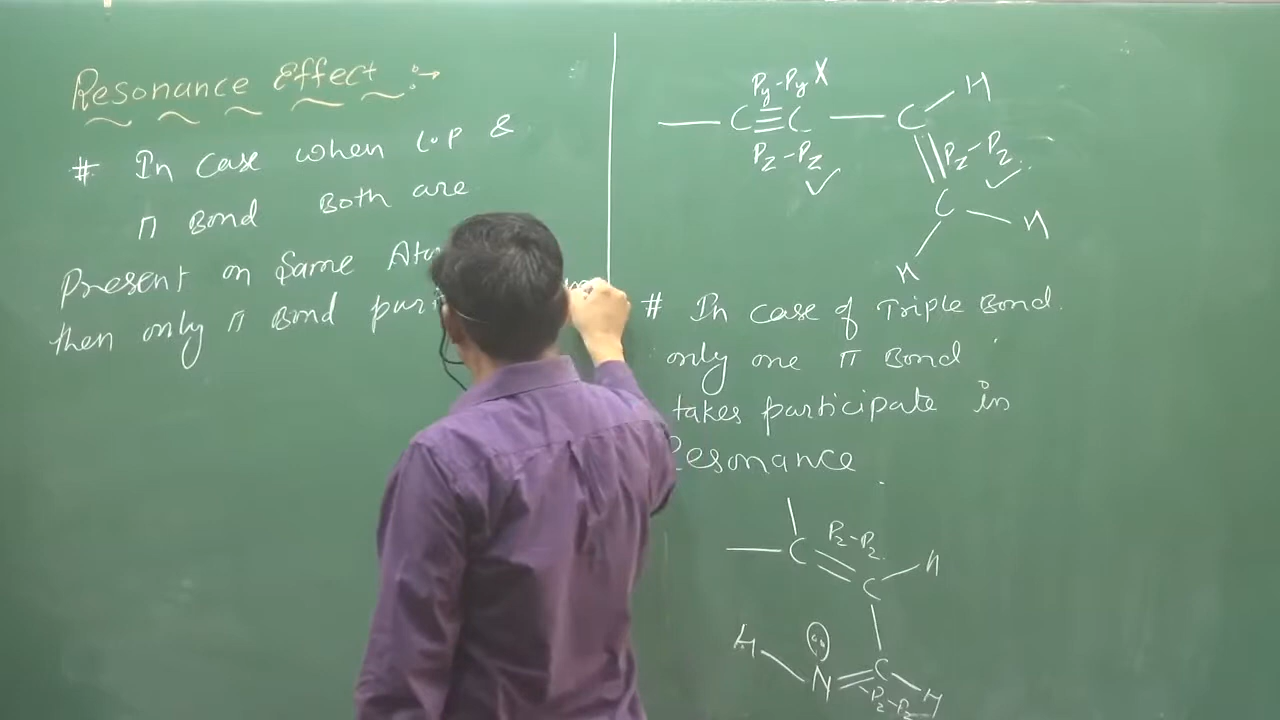 Resonance Effect :→
# In case when l.p &
π Bond Both are
Present on Same
then only π Bond
Py-Py X
— C≡C — C — H
Pz-Pz ✓
Pz-Pz ✓
C — H
H
# In case of Triple Bond.
only one π Bond
takes participate in
Resonance
Pz-Pz
— C = C — H
H — N = C — H
Pz-Pz